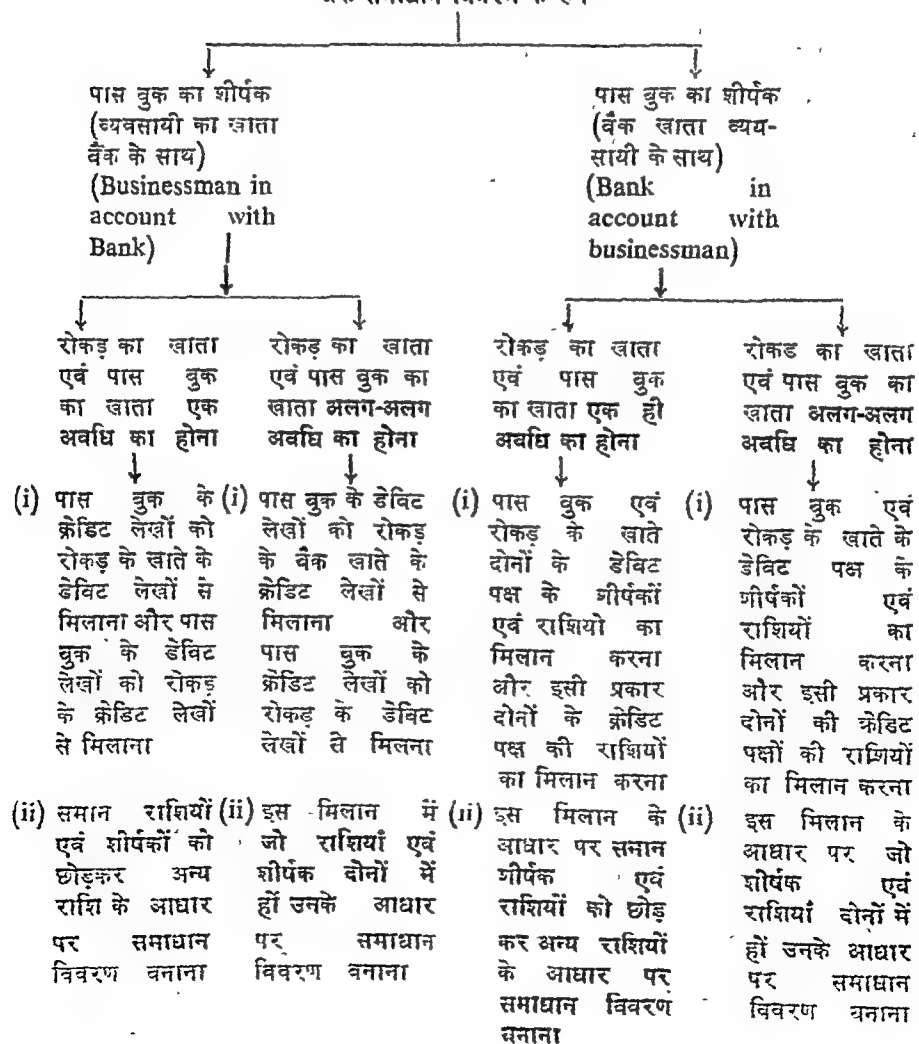 पास बुक का शीर्षक
(व्यवसायी का खाता
बैंक के साथ)
(Businessman in
account with
Bank)
पास बुक का शीर्षक
(बैंक खाता व्यय-
सायी के साथ)
(Bank in
account with
businessman)
रोकड़ का खाता
एवं पास बुक
का खाता एक
अवधि का होना
रोकड़ का खाता
एवं पास बुक का
खाता अलग-अलग
अवधि का होना
रोकड़ का खाता
एवं पास बुक
का खाता एक ही
अवधि का होना
रोकड का खाता
एवं पास बुक का
खाता अलग-अलग
अवधि का होना
(i) पास बुक के
क्रेडिट लेखों को
रोकड़ के खाते के
डेविट लेखों से
मिलाना और पास
बुक के डेविट
लेखों को रोकड़
के क्रेडिट लेखों
से मिलाना
(i) पास बुक के डेविट
लेखों को रोकड़
के बैंक खाते के
क्रेडिट लेखों से
मिलाना और
पास बुक के
क्रेडिट लेखों को
रोकड़ के डेविट
लेखों से मिलना
(i) पास बुक एवं
रोकड़ के खाते
दोनों के डेबिट
पक्ष के शीर्षकों
एवं राशियो का
मिलान करना
और इसी प्रकार
दोनों के क्रेडिट
पक्ष की राशियों
का मिलान करना
(i) पास बुक एवं
रोकड़ के खाते के
डेविट पक्ष के
शीर्षकों एवं
राशियों का
मिलान करना
और इसी प्रकार
दोनों की क्रेडिट
पक्षों की राशियों
का मिलान करना
(ii) समान राशियों
एवं शीर्षकों को
छोड़कर अन्य
राशि के आधार
पर समाधान
विवरण बनाना
(ii) इस मिलान में
जो राशियां एवं
शीर्षक दोनों में
हों उनके आधार
पर समाधान
विवरण बनाना
(ii) इस मिलान के
आधार पर समान
शीर्षक एवं
राशियों को छोड़
कर अन्य राशियों
के आधार पर
समाधान विवरण
बनाना
(ii) इस मिलान के
आधार पर जो
शीर्षक एवं
राशियां दोनों में
हों उनके आधार
पर समाधान
विवरण बनाना